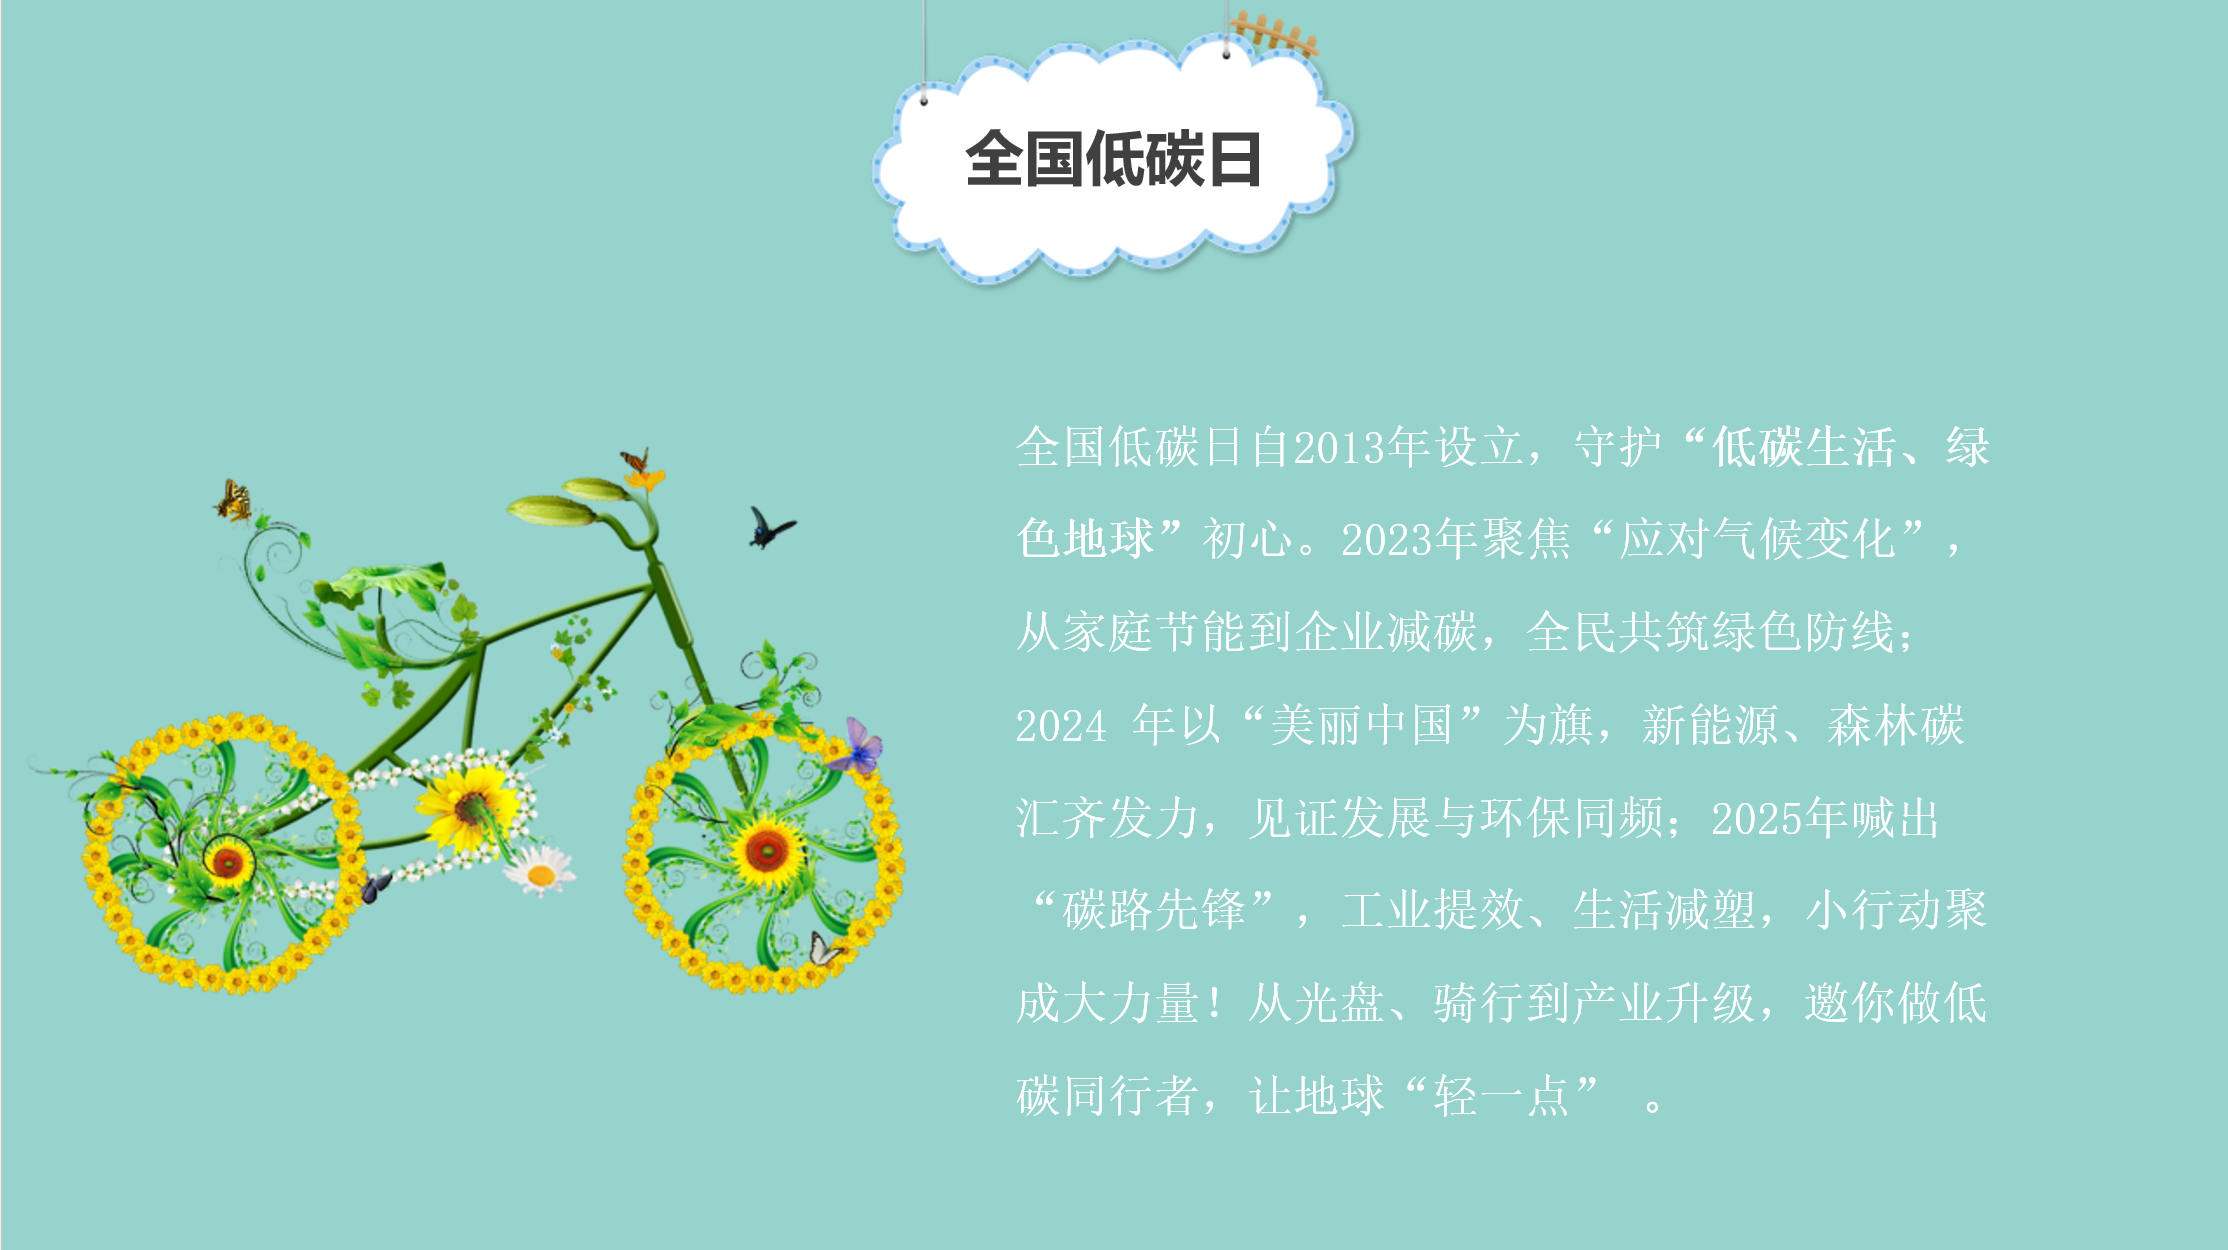 全国低碳日
全国低碳日自2013年设立，守护“低碳生活、绿
色地球”初心。2023年聚焦“应对气候变化”，
从家庭节能到企业减碳，全民共筑绿色防线；
2024 年以“美丽中国”为旗，新能源、森林碳
汇齐发力，见证发展与环保同频；2025年喊出
“碳路先锋”，工业提效、生活减塑，小行动聚
成大力量！从光盘、骑行到产业升级，邀你做低
碳同行者，让地球“轻一点” 。